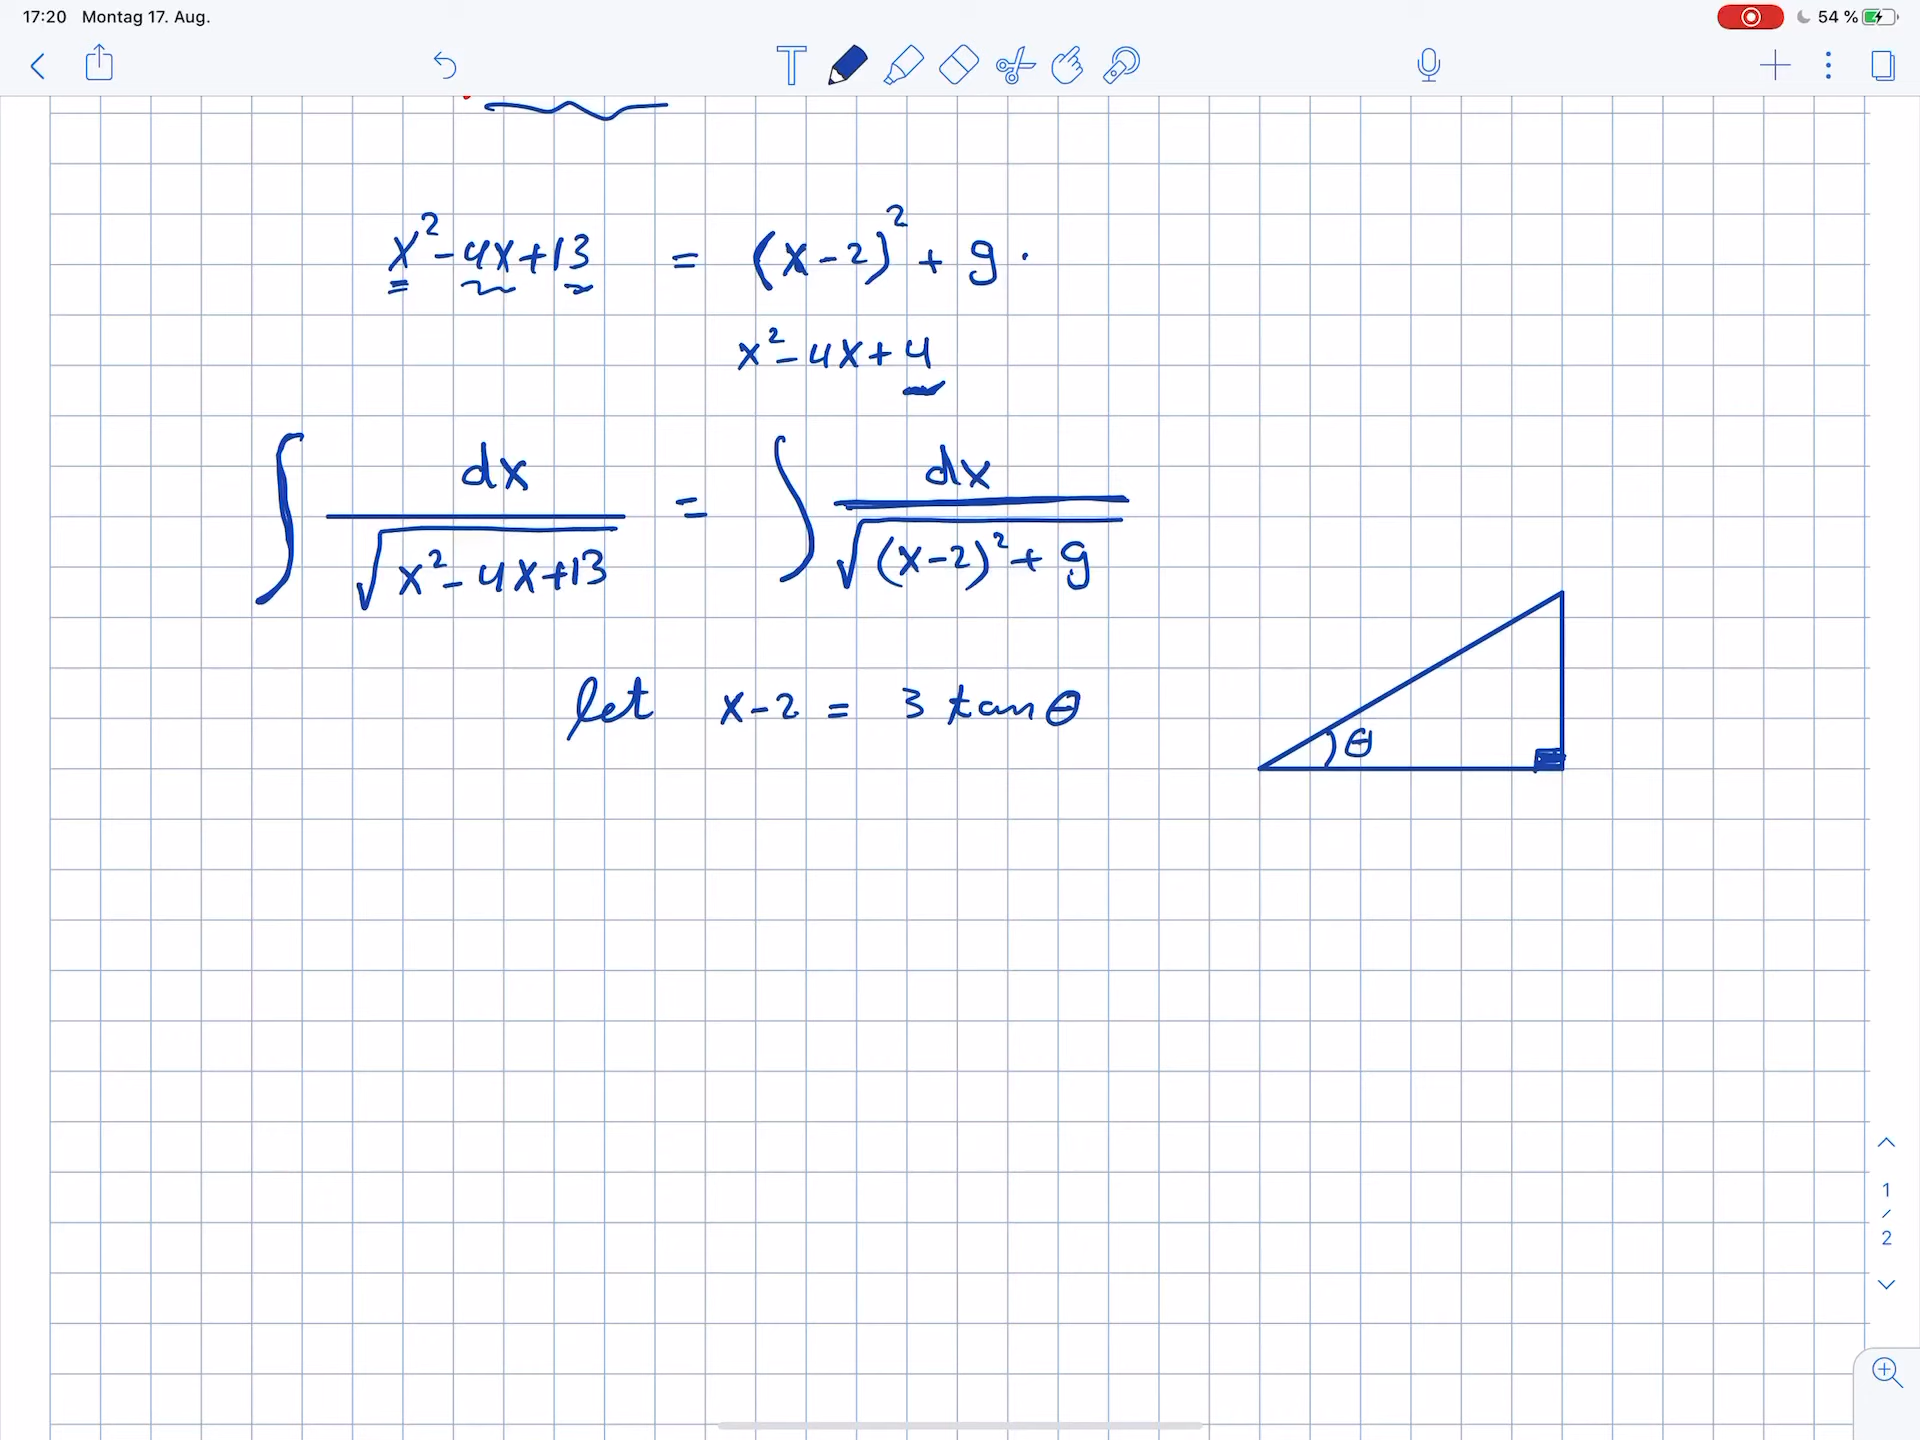 17:20 Montag 17. Aug. 54 %
x² - 4x + 13 = (x-2)² + 9.
x² - 4x + 4
∫ dx / √(x² - 4x + 13) = ∫ dx / √((x-2)² + 9)
let x-2 = 3 tan θ
θ
1
/
2